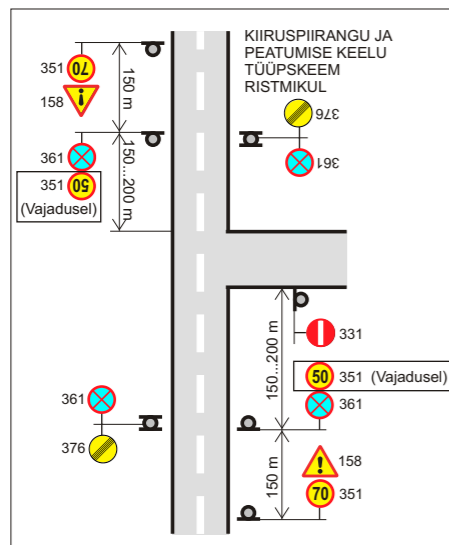 KIIRUSPIIRANGU JA
PEATUMISE KEELU
TÜÜPSKEEM
RISTMIKUL
351 70
158
150 m
361
351 50
(Vajadusel)
150...200 m
376
361
331
50 351 (Vajadusel)
361
150...200 m
361
376
158
70 351
150 m